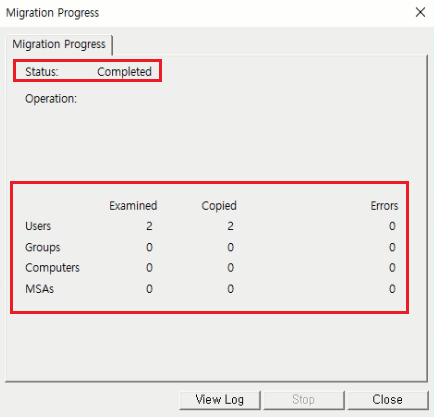 Migration Progress
Migration Progress
Status: Completed
Operation:
Examined Copied Errors
Users 2 2 0
Groups 0 0 0
Computers 0 0 0
MSAs 0 0 0
View Log Stop Close